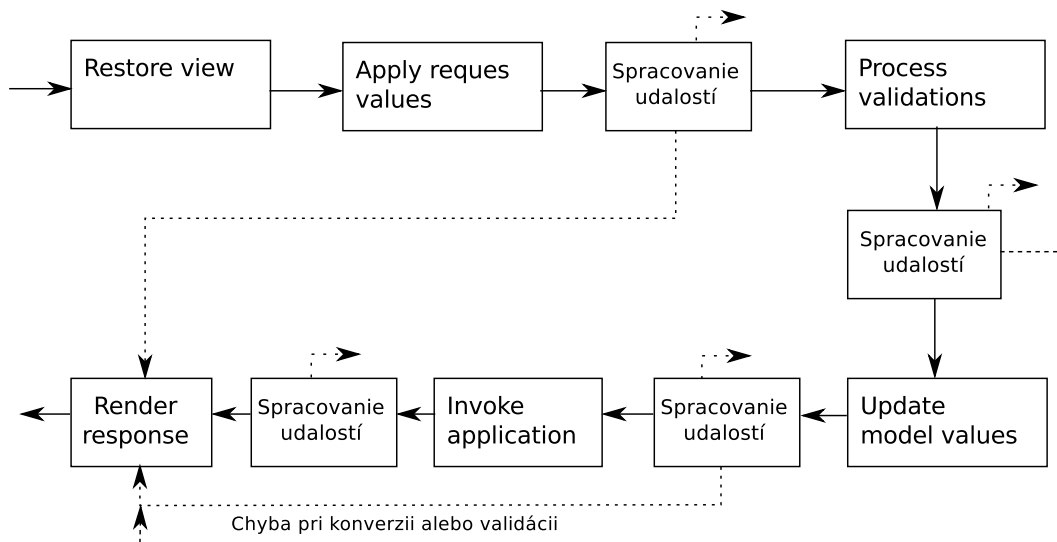 Restore view
Apply reques
values
Spracovanie
udalostí
Process
validations
Spracovanie
udalostí
Render
response
Spracovanie
udalostí
Invoke
application
Spracovanie
udalostí
Update
model values
Chyba pri konverzii alebo validácii